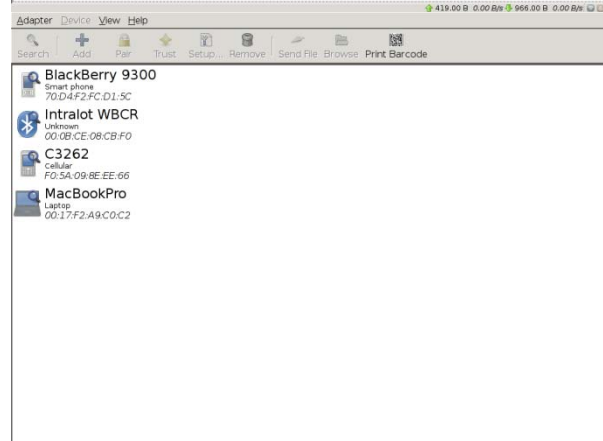 419.00 B 0.00 B/s 966.00 B 0.00 B/s
Adapter Device View Help
Search Add Pair Trust Setup... Remove Send File Browse Print Barcode
BlackBerry 9300
Smart phone
70:D4:F2:FC:D1:5C
Intralot WBCR
Unknown
00:0B:CE:08:CB:F0
C3262
Cellular
F0:5A:09:8E:EE:66
MacBookPro
Laptop
00:17:F2:A9:C0:C2